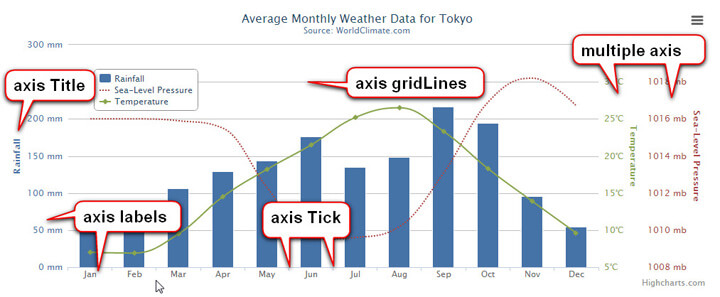 Average Monthly Weather Data for Tokyo
Source: WorldClimate.com
300 mm
200 mm
150 mm
100 mm
50 mm
0 mm
Rainfall
axis Title
Rainfall
Sea-Level Pressure
Temperature
axis gridLines
multiple axis
axis labels
axis Tick
Jan
Feb
Mar
Apr
May
Jun
Jul
Aug
Sep
Oct
Nov
Dec
20°C
15°C
10°C
5°C
Temperature
1018 mb
1016 mb
1014 mb
1012 mb
1010 mb
1008 mb
Sea-Level Pressure
Highcharts.com